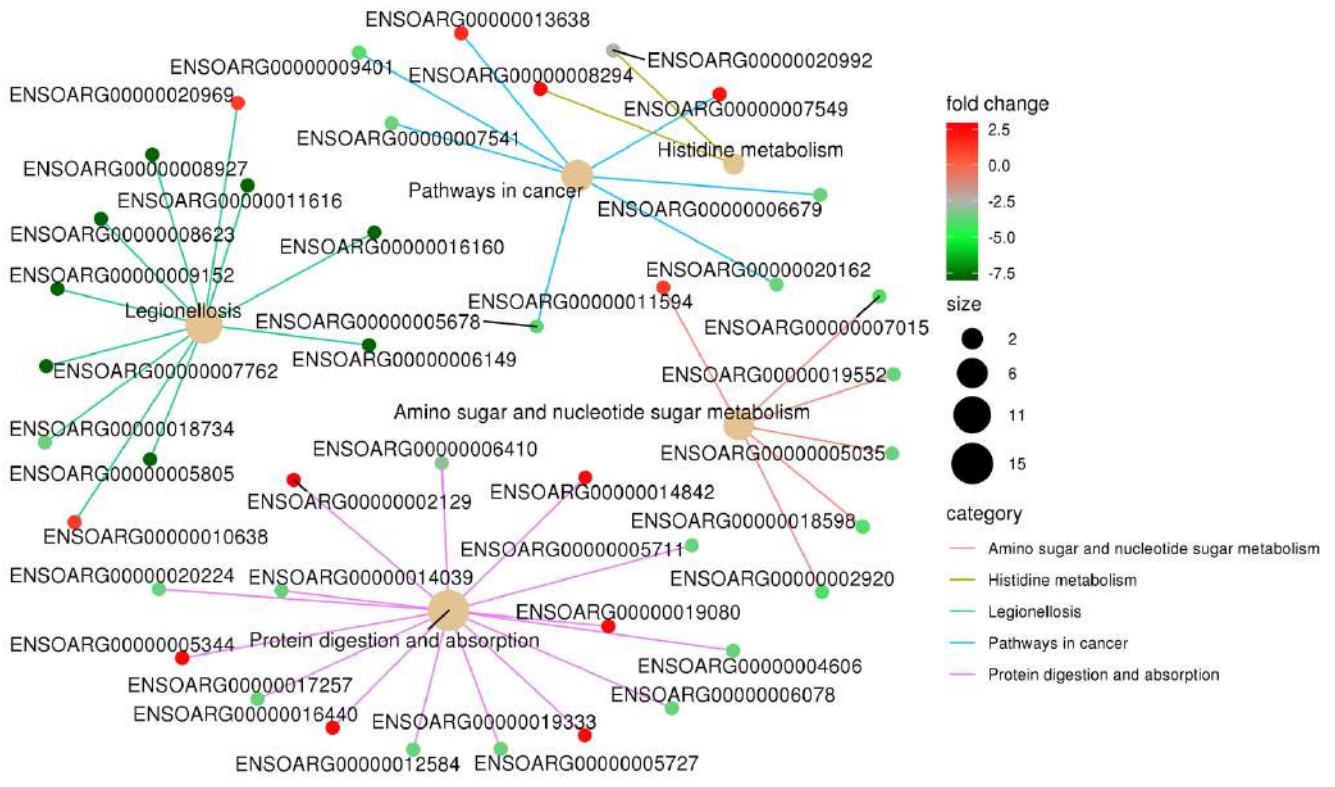 ENSOARG00000013638
ENSOARG00000009401
ENSOARG00000020992
ENSOARG00000008294
ENSOARG00000020969
ENSOARG00000007549
ENSOARG00000007541
Histidine metabolism
ENSOARG00000008927
Pathways in cancer
ENSOARG00000011616
ENSOARG00000006679
ENSOARG00000008623
ENSOARG00000016160
ENSOARG00000009152
ENSOARG00000020162
ENSOARG00000011594
Legionellosis
ENSOARG00000005678
ENSOARG00000007015
ENSOARG00000006149
ENSOARG00000007762
ENSOARG00000019552
Amino sugar and nucleotide sugar metabolism
ENSOARG00000018734
ENSOARG00000006410
ENSOARG00000005035
ENSOARG00000005805
ENSOARG00000002129
ENSOARG00000014842
ENSOARG00000018598
ENSOARG00000010638
ENSOARG00000005711
ENSOARG00000020224
ENSOARG00000014039
ENSOARG00000002920
ENSOARG00000019080
ENSOARG00000005344
Protein digestion and absorption
ENSOARG00000004606
ENSOARG00000017257
ENSOARG00000006078
ENSOARG00000016440
ENSOARG00000019333
ENSOARG00000012584
ENSOARG00000005727
fold change
2.5
0.0
-2.5
-5.0
-7.5
size
2
6
11
15
category
Amino sugar and nucleotide sugar metabolism
Histidine metabolism
Legionellosis
Pathways in cancer
Protein digestion and absorption